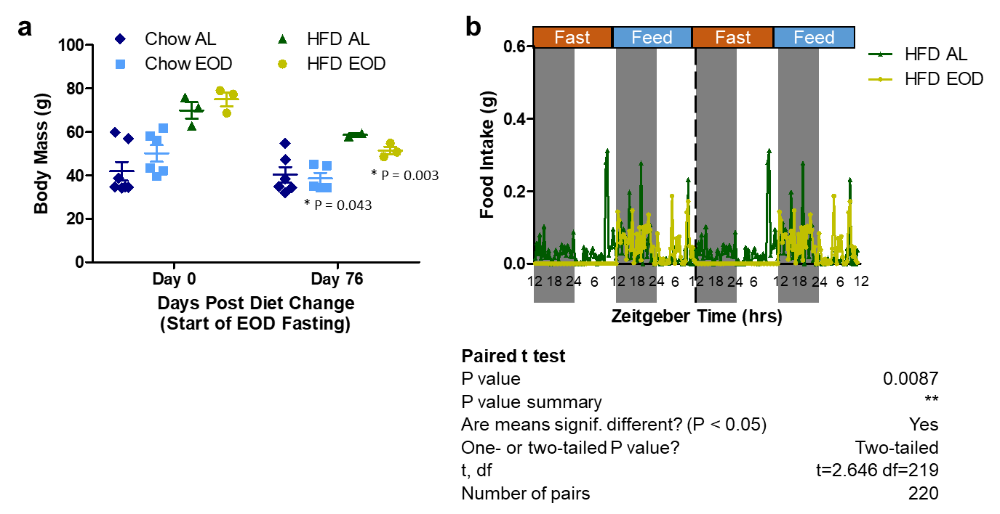 a
Chow AL
HFD AL
Chow EOD
HFD EOD
100
80
60
40
20
0
Body Mass (g)
* P = 0.043
* P = 0.003
Day 0
Day 76
Days Post Diet Change
(Start of EOD Fasting)
b
Fast Feed Fast Feed
HFD AL
HFD EOD
0.6
0.4
0.2
0.0
Food Intake (g)
12 18 24 6 12 18 24 6 12 18 24 6 12 18 24 6 12
Zeitgeber Time (hrs)
Paired t test
P value 0.0087
P value summary **
Are means signif. different? (P < 0.05) Yes
One- or two-tailed P value? Two-tailed
t, df t=2.646 df=219
Number of pairs 220